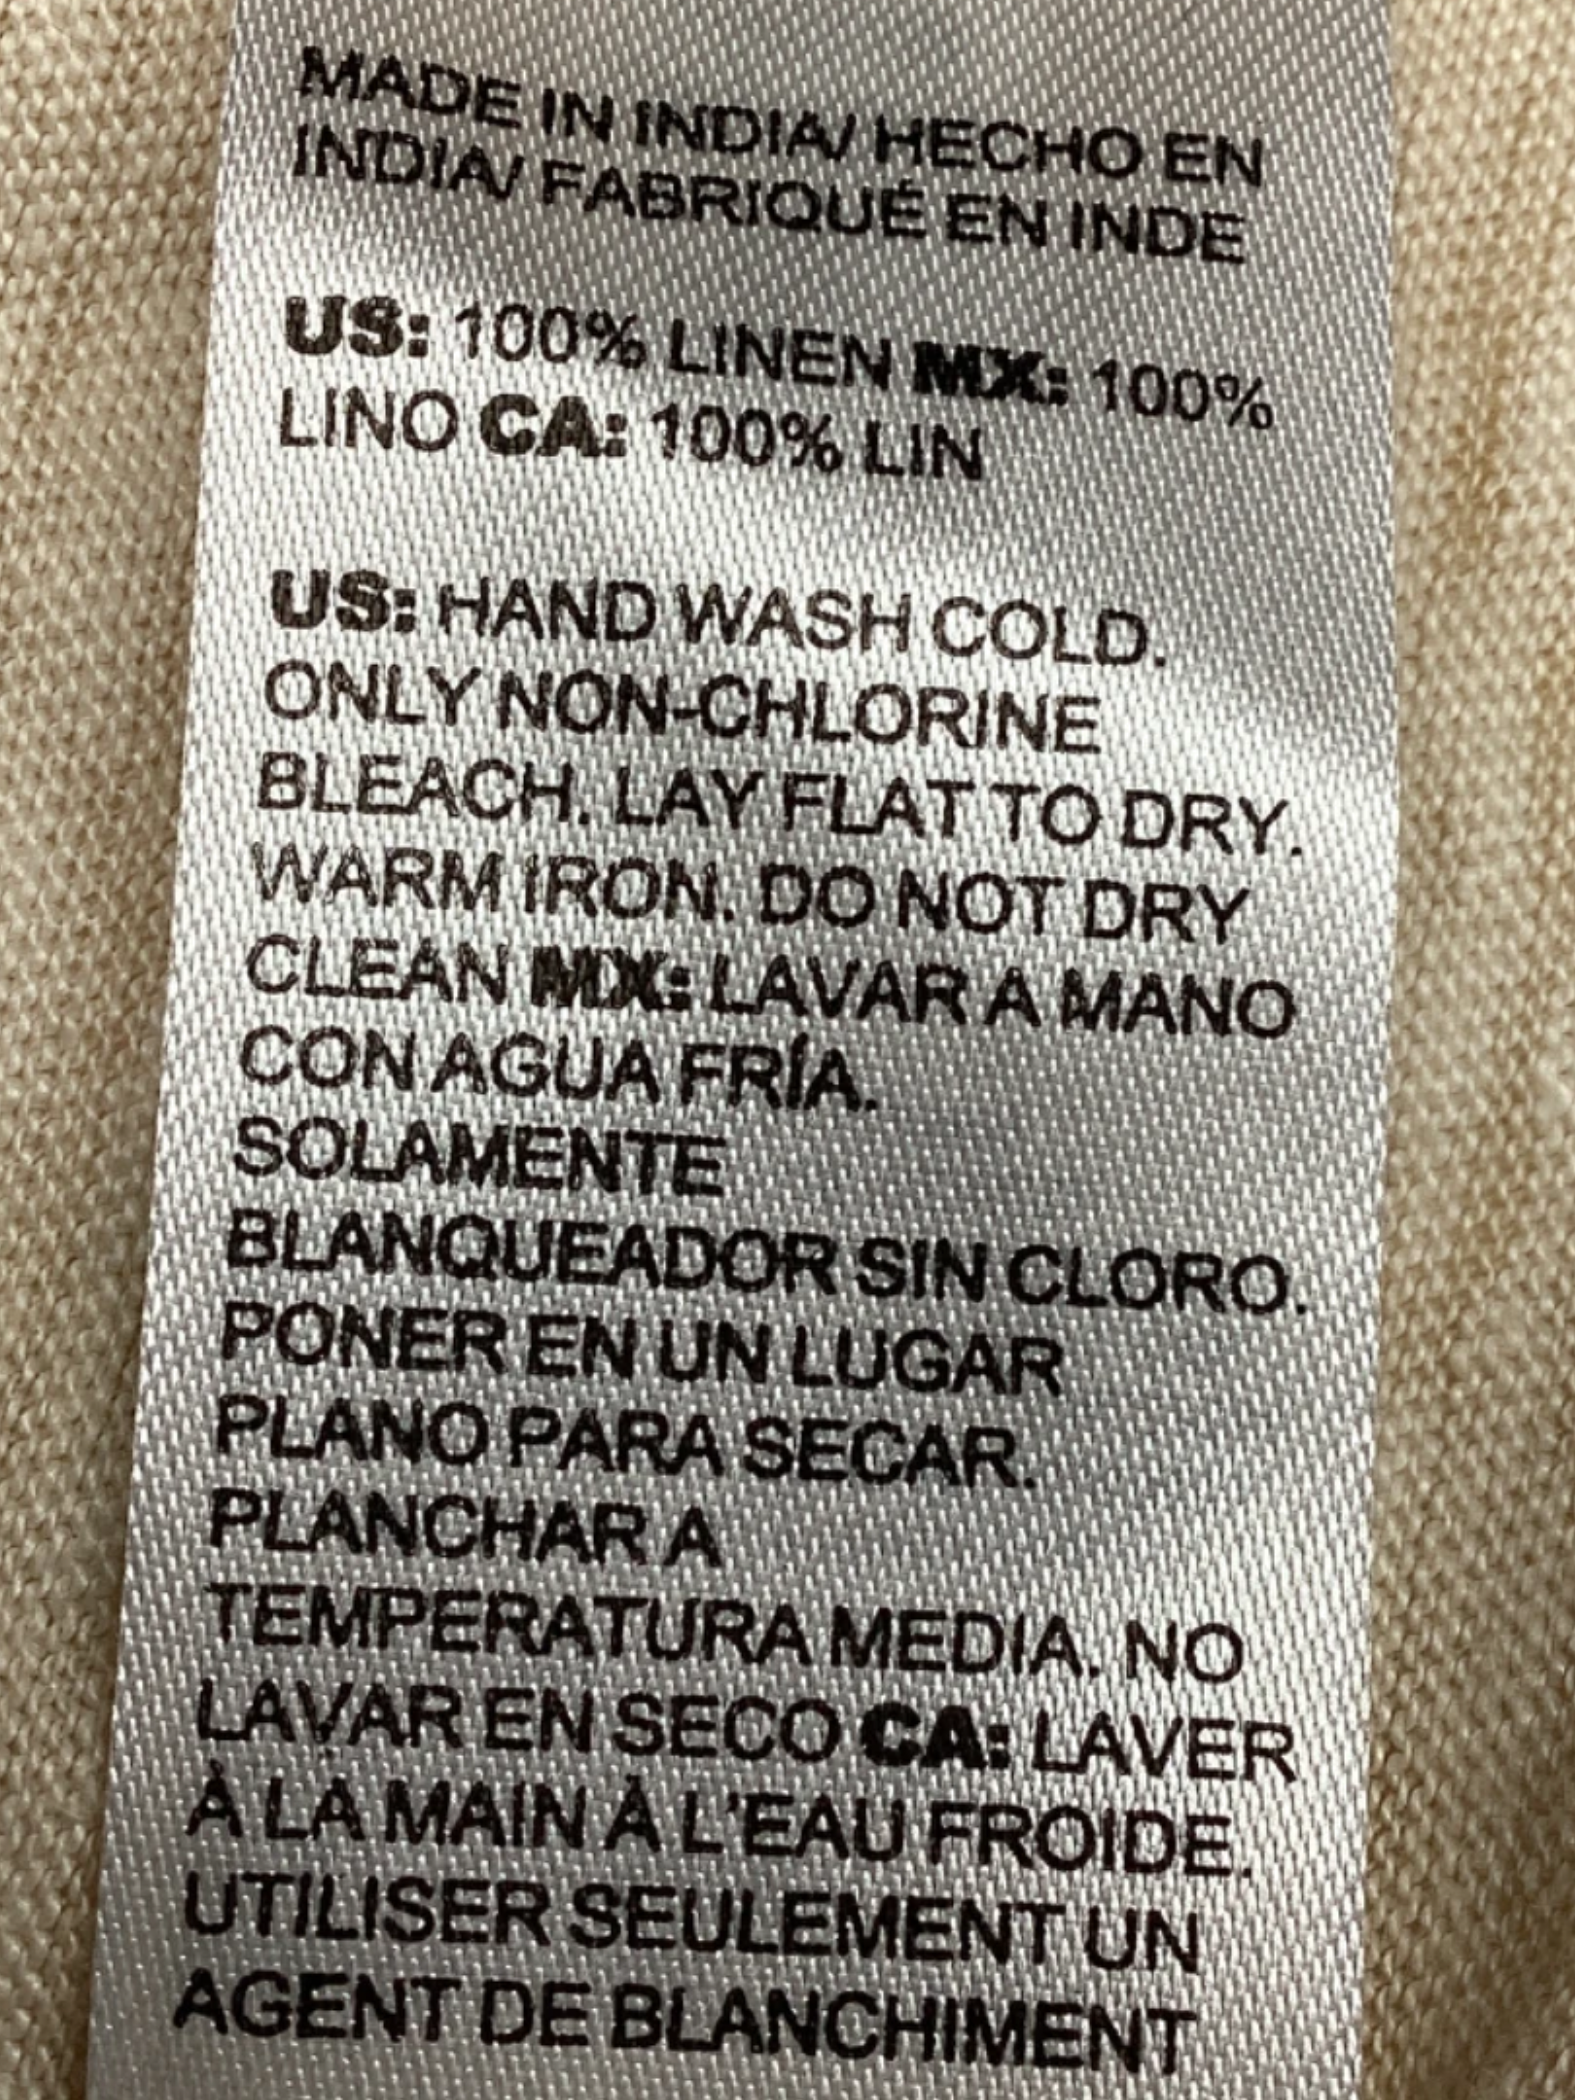 MADE IN INDIA/ HECHO EN
INDIA/ FABRIQUÉ EN INDE
US: 100% LINEN MX: 100%
LINO CA: 100% LIN
US: HAND WASH COLD.
ONLY NON-CHLORINE
BLEACH. LAY FLAT TO DRY.
WARM IRON. DO NOT DRY
CLEAN MX: LAVAR A MANO
CON AGUA FRÍA.
SOLAMENTE
BLANQUEADOR SIN CLORO.
PONER EN UN LUGAR
PLANO PARA SECAR.
PLANCHAR A
TEMPERATURA MEDIA. NO
LAVAR EN SECO CA: LAVER
À LA MAIN À L'EAU FROIDE.
UTILISER SEULEMENT UN
AGENT DE BLANCHIMENT